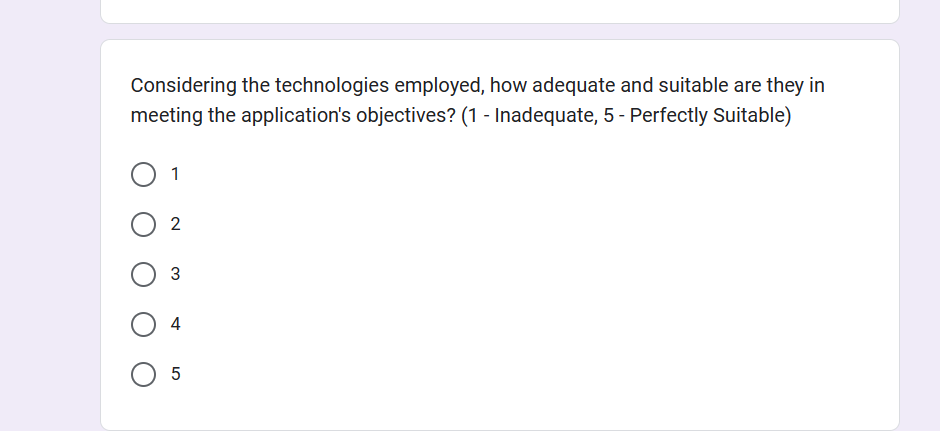 Considering the technologies employed, how adequate and suitable are they in
meeting the application's objectives? (1 - Inadequate, 5 - Perfectly Suitable)
1
2
3
4
5